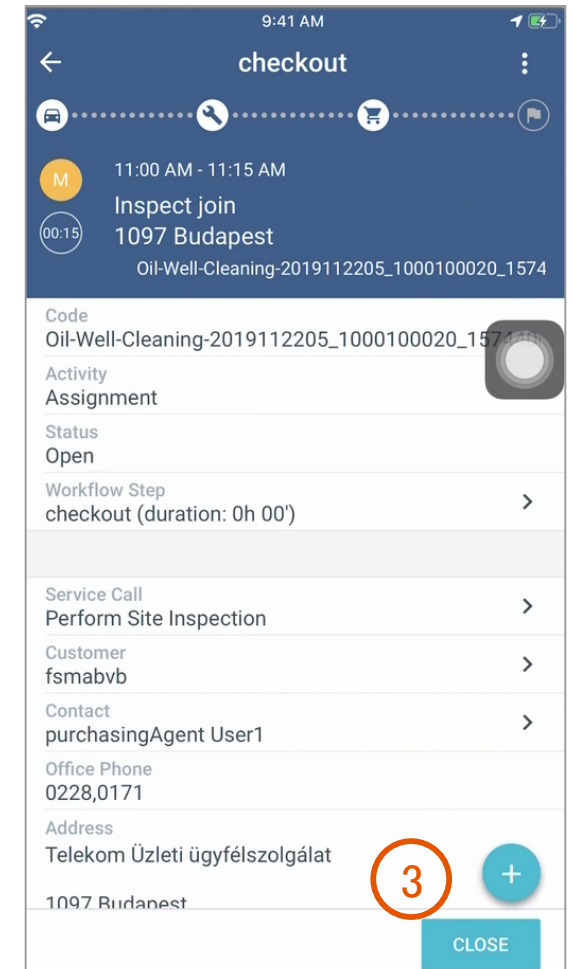 9:41 AM
checkout
M
11:00 AM - 11:15 AM
Inspect join
00:15
1097 Budapest
Oil-Well-Cleaning-2019112205_1000100020_1574
Code
Oil-Well-Cleaning-2019112205_1000100020_1574
Activity
Assignment
Status
Open
Workflow Step
checkout (duration: 0h 00')
Service Call
Perform Site Inspection
Customer
fsmabvb
Contact
purchasingAgent User1
Office Phone
0228,0171
Address
Telekom Üzleti ügyfélszolgálat
3
+
1097 Budapest
CLOSE